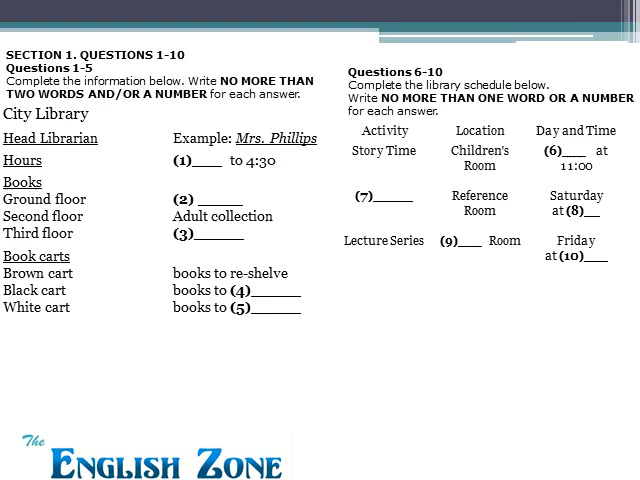 SECTION 1. QUESTIONS 1-10
Questions 1-5
Complete the information below. Write NO MORE THAN
TWO WORDS AND/OR A NUMBER for each answer.
City Library
Head Librarian Example: Mrs. Phillips
Hours (1)____ to 4:30
Books
Ground floor (2) ______
Second floor Adult collection
Third floor (3)_______
Book carts
Brown cart books to re-shelve
Black cart books to (4)_______
White cart books to (5)_______
Questions 6-10
Complete the library schedule below.
Write NO MORE THAN ONE WORD OR A NUMBER
for each answer.
Activity Location Day and Time
Story Time Children's (6)___ at
Room 11:00
(7)_____ Reference Saturday
Room at (8)__
Lecture Series (9)___ Room Friday
at (10)___
The
ENGLISH ZONE